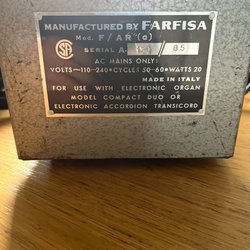 MANUFACTURED BY FARFISA
Mod. F/AR (a)
SERIAL A- / 85
AC MAINS ONLY:
VOLTS~110-240•CYCLES 50-60•WATTS 20
MADE IN ITALY
FOR USE WITH ELECTRONIC ORGAN
MODEL COMPACT DUO OR
ELECTRONIC ACCORDION TRANSICORD